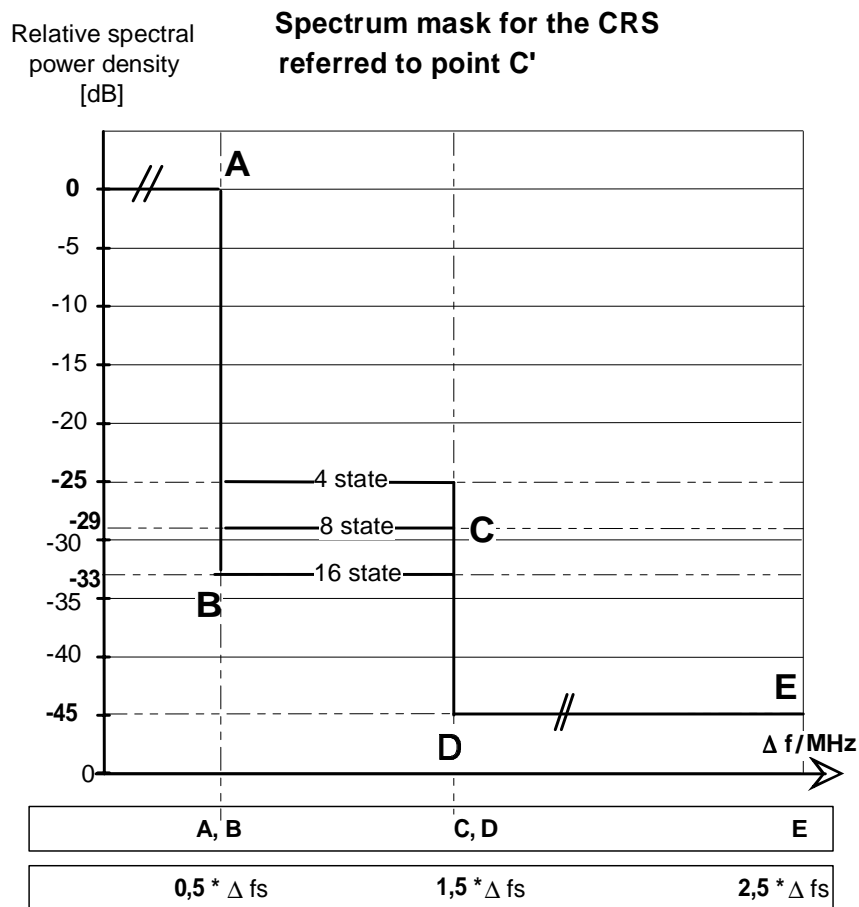 Spectrum mask for the CRS
referred to point C'
Relative spectral
power density
[dB]
A
0
-5
-10
-15
-20
-25
4 state
-29
8 state
C
-30
-33
16 state
B
-35
-40
E
-45
D
Δ f/MHz
0
A, B C, D E
0,5 * Δ fs 1,5 * Δ fs 2,5 * Δ fs